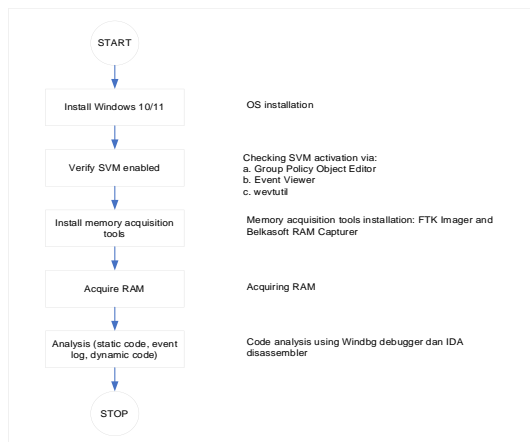 START
Install Windows 10/11
OS installation
Verify SVM enabled
Checking SVM activation via:
a. Group Policy Object Editor
b. Event Viewer
c. wevtutil
Install memory acquisition
tools
Memory acquisition tools installation: FTK Imager and
Belkasoft RAM Capturer
Acquire RAM
Acquiring RAM
Analysis (static code, event
log, dynamic code)
Code analysis using Windbg debugger dan IDA
disassembler
STOP